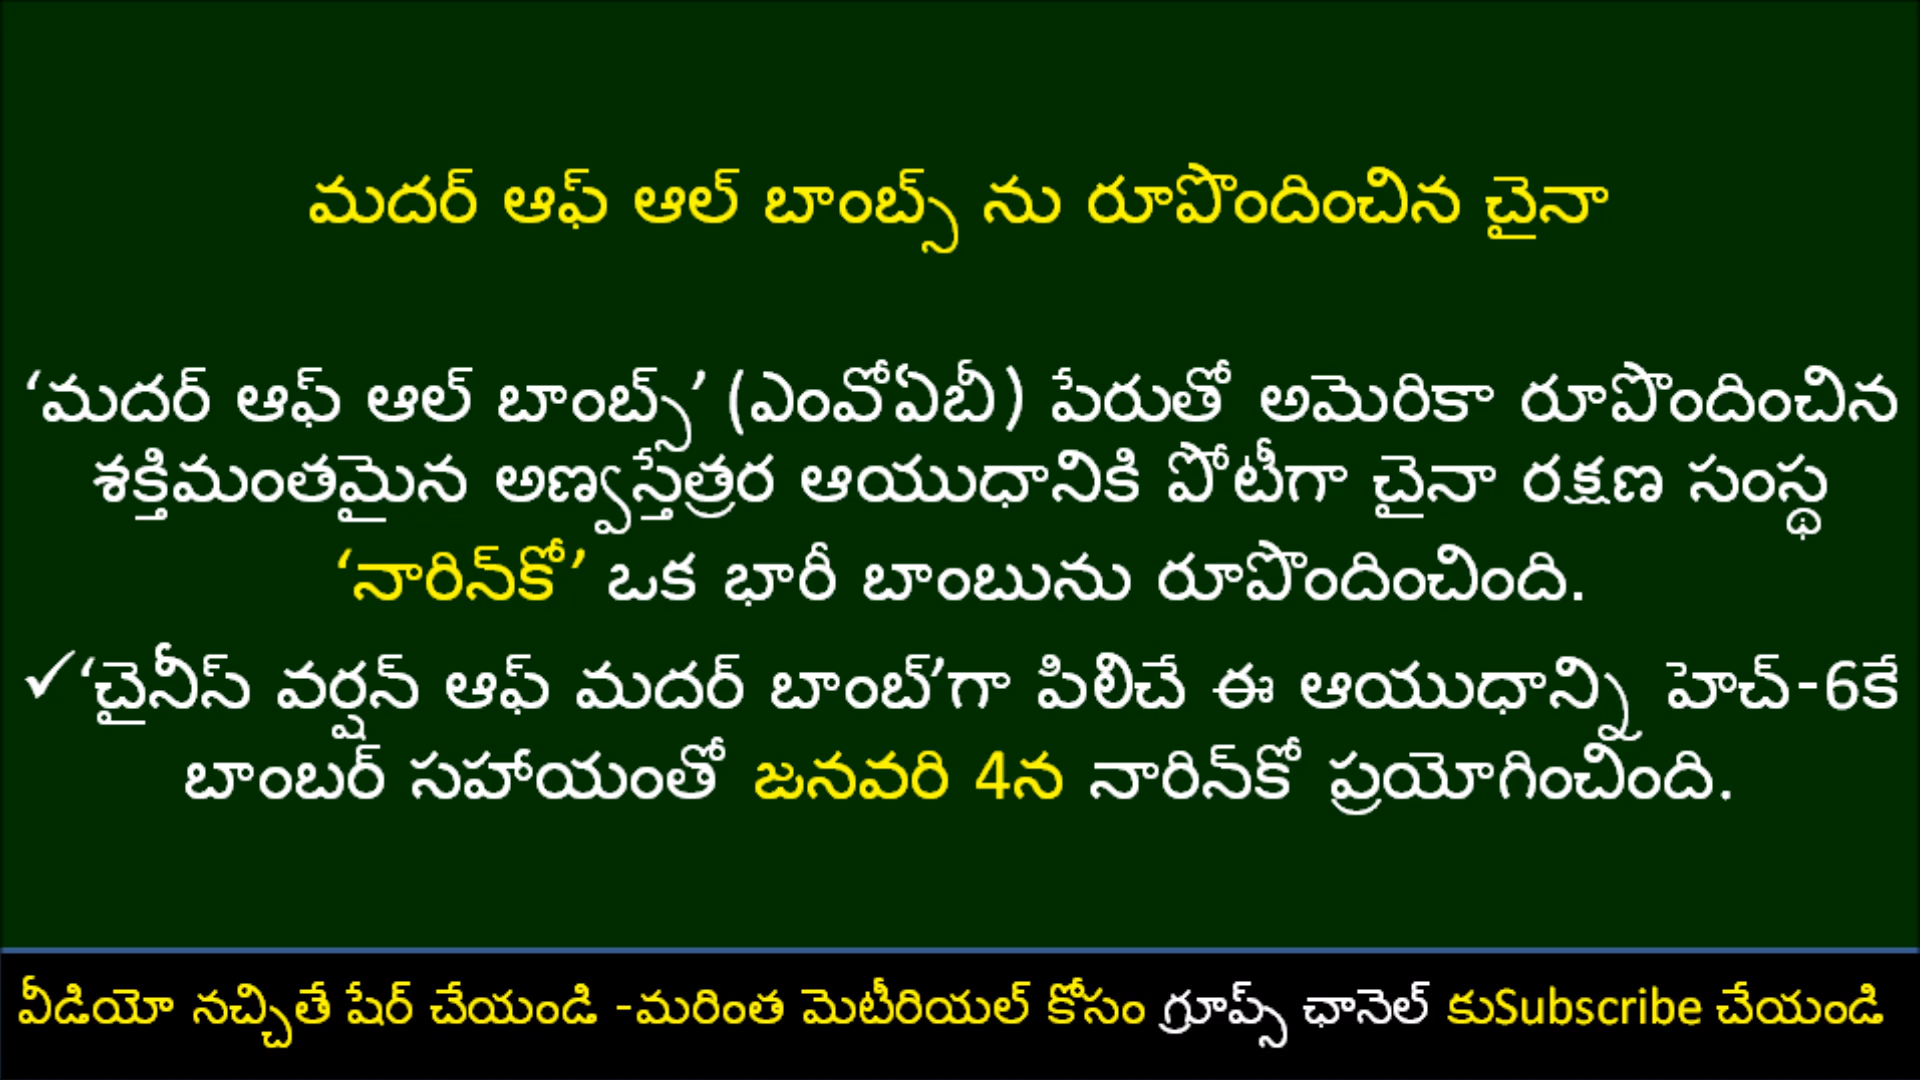 మదర్ ఆఫ్ ఆల్ బాంబ్స్ ను రూపొందించిన చైనా
‘మదర్ ఆఫ్ ఆల్ బాంబ్స్’ (ఎంవోఏబీ) పేరుతో అమెరికా రూపొందించిన
శక్తిమంతమైన అణ్వస్తేత్రర ఆయుధానికి పోటీగా చైనా రక్షణ సంస్థ
‘నారిన్‌కో’ ఒక భారీ బాంబును రూపొందించింది.
✓‘చైనీస్ వర్షన్ ఆఫ్ మదర్ బాంబ్’గా పిలిచే ఈ ఆయుధాన్ని హెచ్-6కే
బాంబర్ సహాయంతో జనవరి 4న నారిన్‌కో ప్రయోగించింది.
వీడియో నచ్చితే షేర్ చేయండి -మరింత మెటీరియల్ కోసం గ్రూప్స్ ఛానెల్ కుSubscribe చేయండి